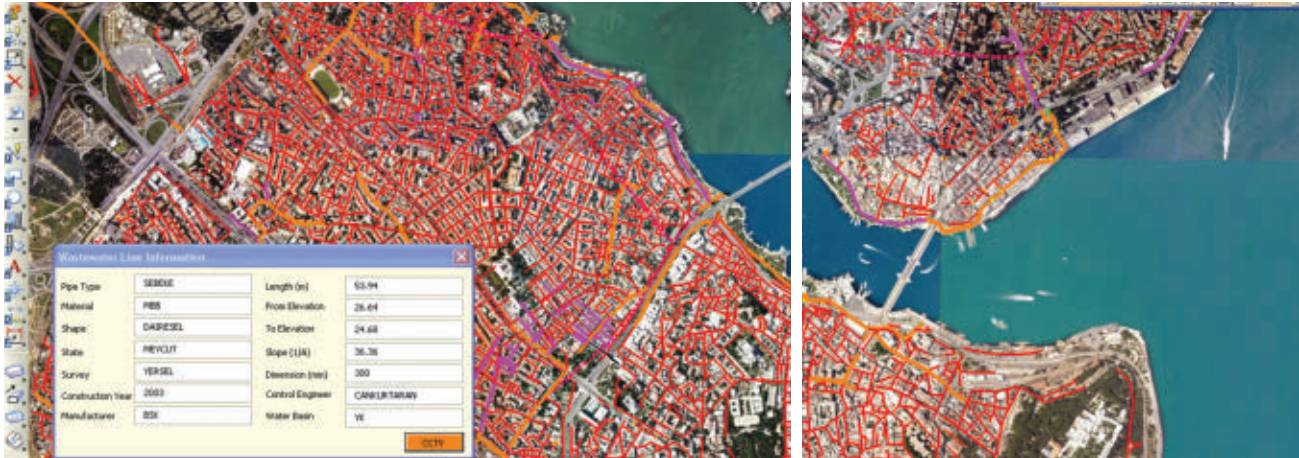 Wastewater Line Information
Pipe Type SEBEKE Length (m) 53.94
Material MBB From Elevation 26.64
Shape DAIRESEL To Elevation 24.68
State MEVCUT Slope (1/A) 36.36
Survey YERSEL Dimension (mm) 300
Construction Year 2003 Control Engineer CANKURTARAN
Manufacturer BSK Water Basin YK
CCTV